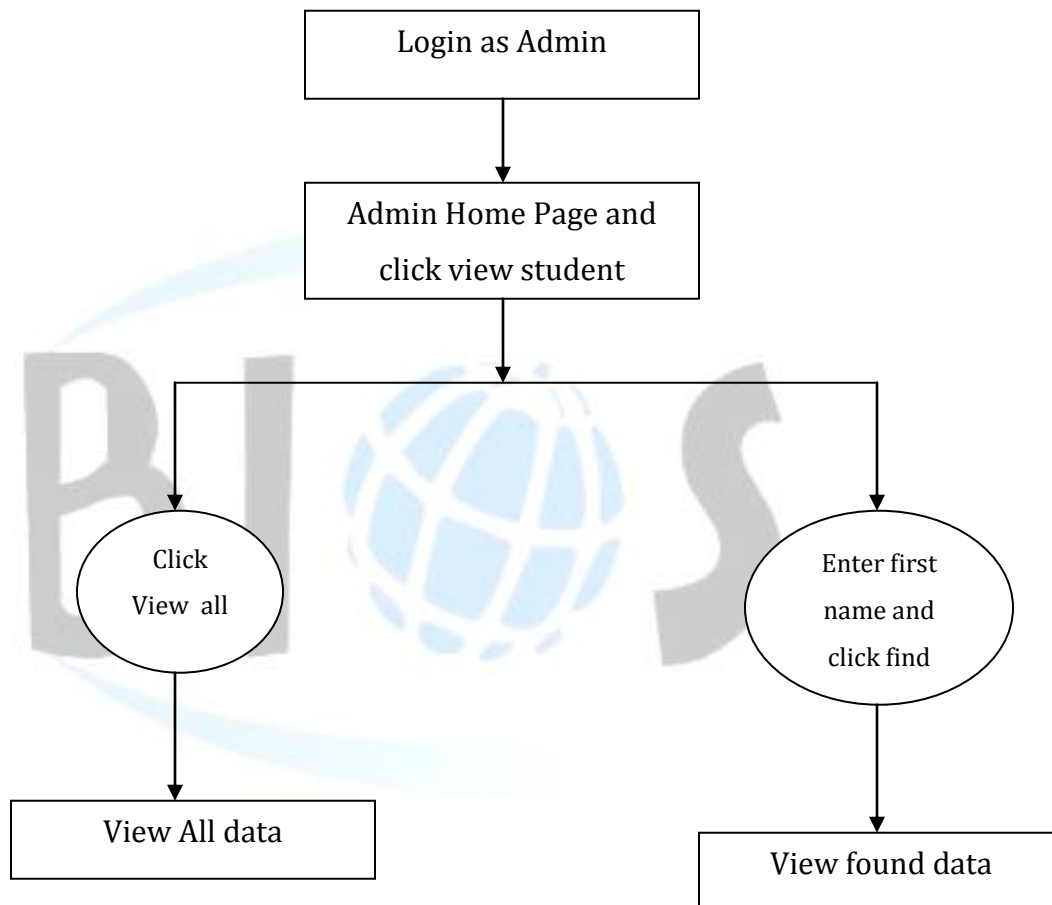 Login as Admin
Admin Home Page and
click view student
Click
View all
Enter first
name and
click find
View All data
View found data
BIOS